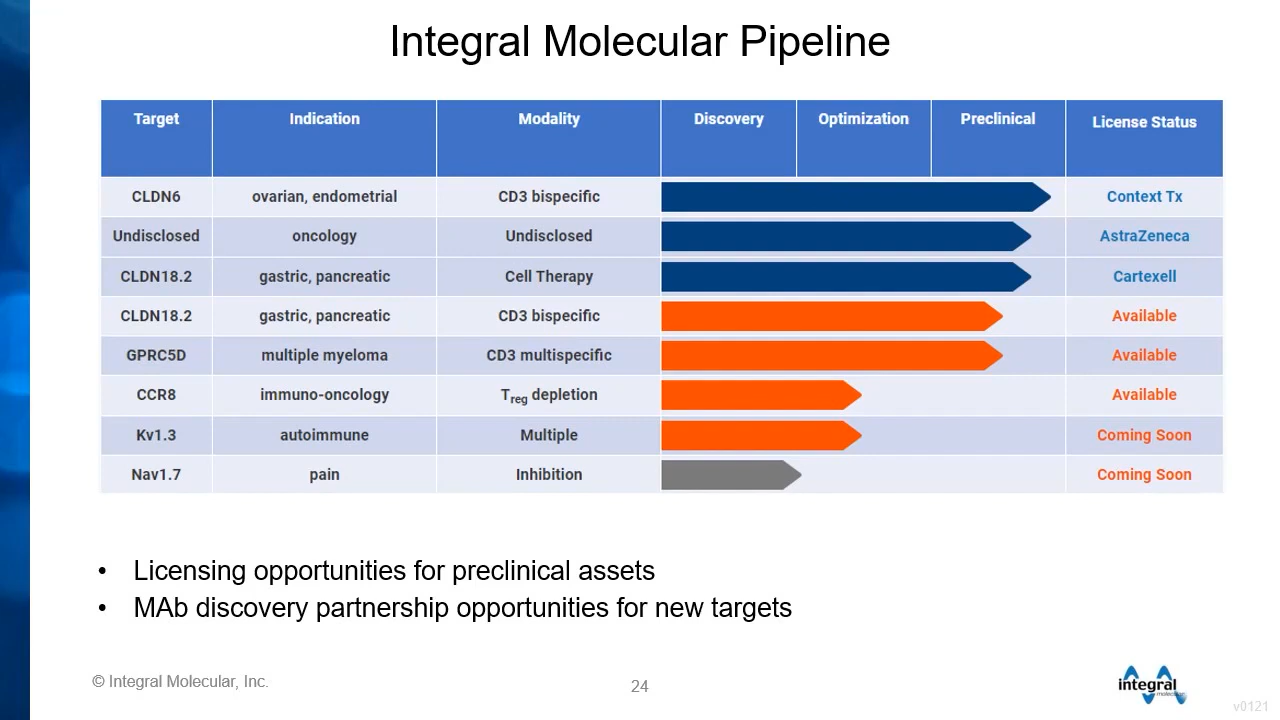 Integral Molecular Pipeline
Target Indication Modality Discovery Optimization Preclinical License Status
CLDN6 ovarian, endometrial CD3 bispecific Context Tx
Undisclosed oncology Undisclosed AstraZeneca
CLDN18.2 gastric, pancreatic Cell Therapy Cartexell
CLDN18.2 gastric, pancreatic CD3 bispecific Available
GPRC5D multiple myeloma CD3 multispecific Available
CCR8 immuno-oncology Treg depletion Available
Kv1.3 autoimmune Multiple Coming Soon
Nav1.7 pain Inhibition Coming Soon
• Licensing opportunities for preclinical assets
• MAb discovery partnership opportunities for new targets
© Integral Molecular, Inc.
24
integral
molecular
v0121